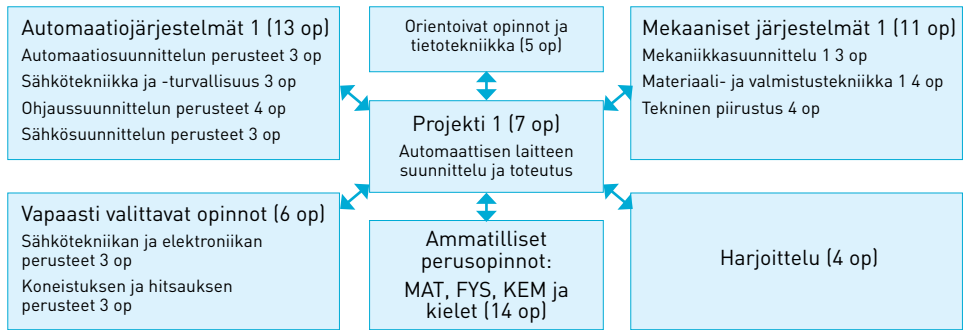 Automaatiojärjestelmät 1 (13 op)
Automaatiosuunnittelun perusteet 3 op
Sähkötekniikka ja -turvallisuus 3 op
Ohjaussuunnittelun perusteet 4 op
Sähkösuunnittelun perusteet 3 op
Orientoivat opinnot ja
tietotekniikka (5 op)
Mekaaniset järjestelmät 1 (11 op)
Mekaniikkasuunnittelu 1 3 op
Materiaali- ja valmistustekniikka 1 4 op
Tekninen piirustus 4 op
Projekti 1 (7 op)
Automaattisen laitteen
suunnittelu ja toteutus
Vapaasti valittavat opinnot (6 op)
Sähkötekniikan ja elektroniikan
perusteet 3 op
Koneistuksen ja hitsauksen
perusteet 3 op
Ammatilliset
perusopinnot:
MAT, FYS, KEM ja
kielet (14 op)
Harjoittelu (4 op)